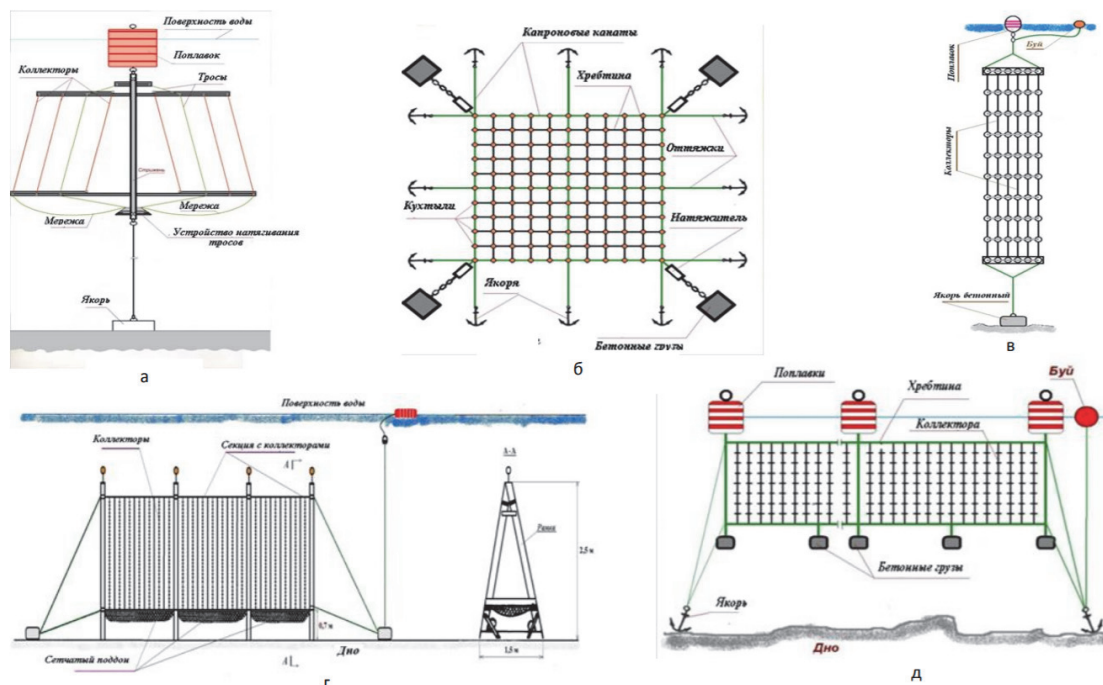 Поверхность воды
Поплавок
Коллекторы
Тросы
Стержень
Мережа
Мережа
Устройство натягивания
тросов
Якорь
а
Капроновые канаты
Хребтина
Оттяжки
Кухтыли
Натяжитель
Якоря
Бетонные грузы
б
Поплавок
Буй
Коллекторы
Якорь бетонный
в
Поверхность воды
Коллекторы
Секция с коллекторами
А
А-А
Рама
2,5 м
0,7 м
Дно
1,5 м
Сетчатый поддон
А
г
Поплавки
Хребтина
Буй
Коллектора
Бетонные грузы
Якорь
Дно
д